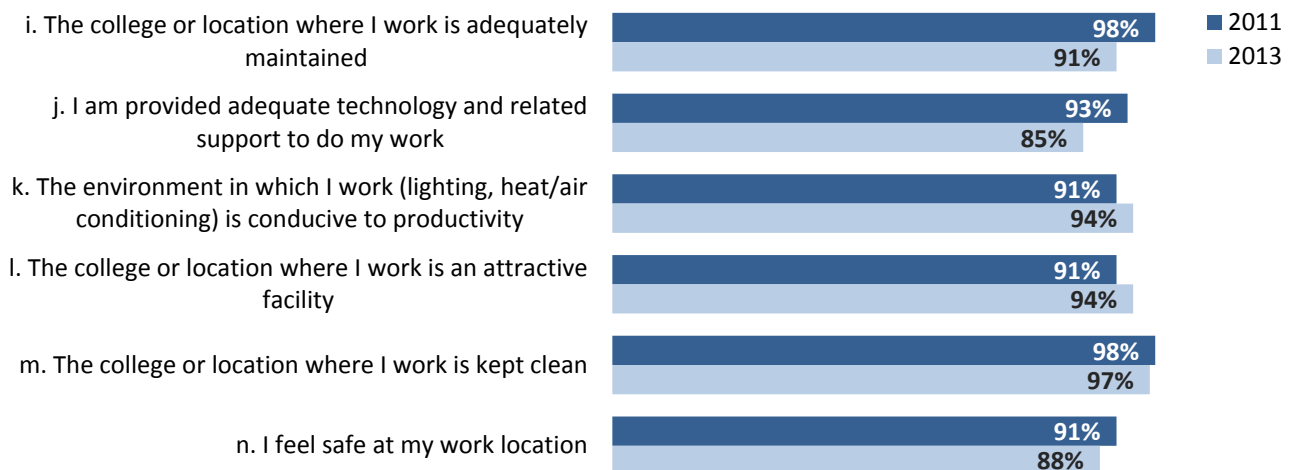 i. The college or location where I work is adequately
maintained
98%
91%
2011
2013
j. I am provided adequate technology and related
support to do my work
93%
85%
k. The environment in which I work (lighting, heat/air
conditioning) is conducive to productivity
91%
94%
l. The college or location where I work is an attractive
facility
91%
94%
m. The college or location where I work is kept clean
98%
97%
n. I feel safe at my work location
91%
88%